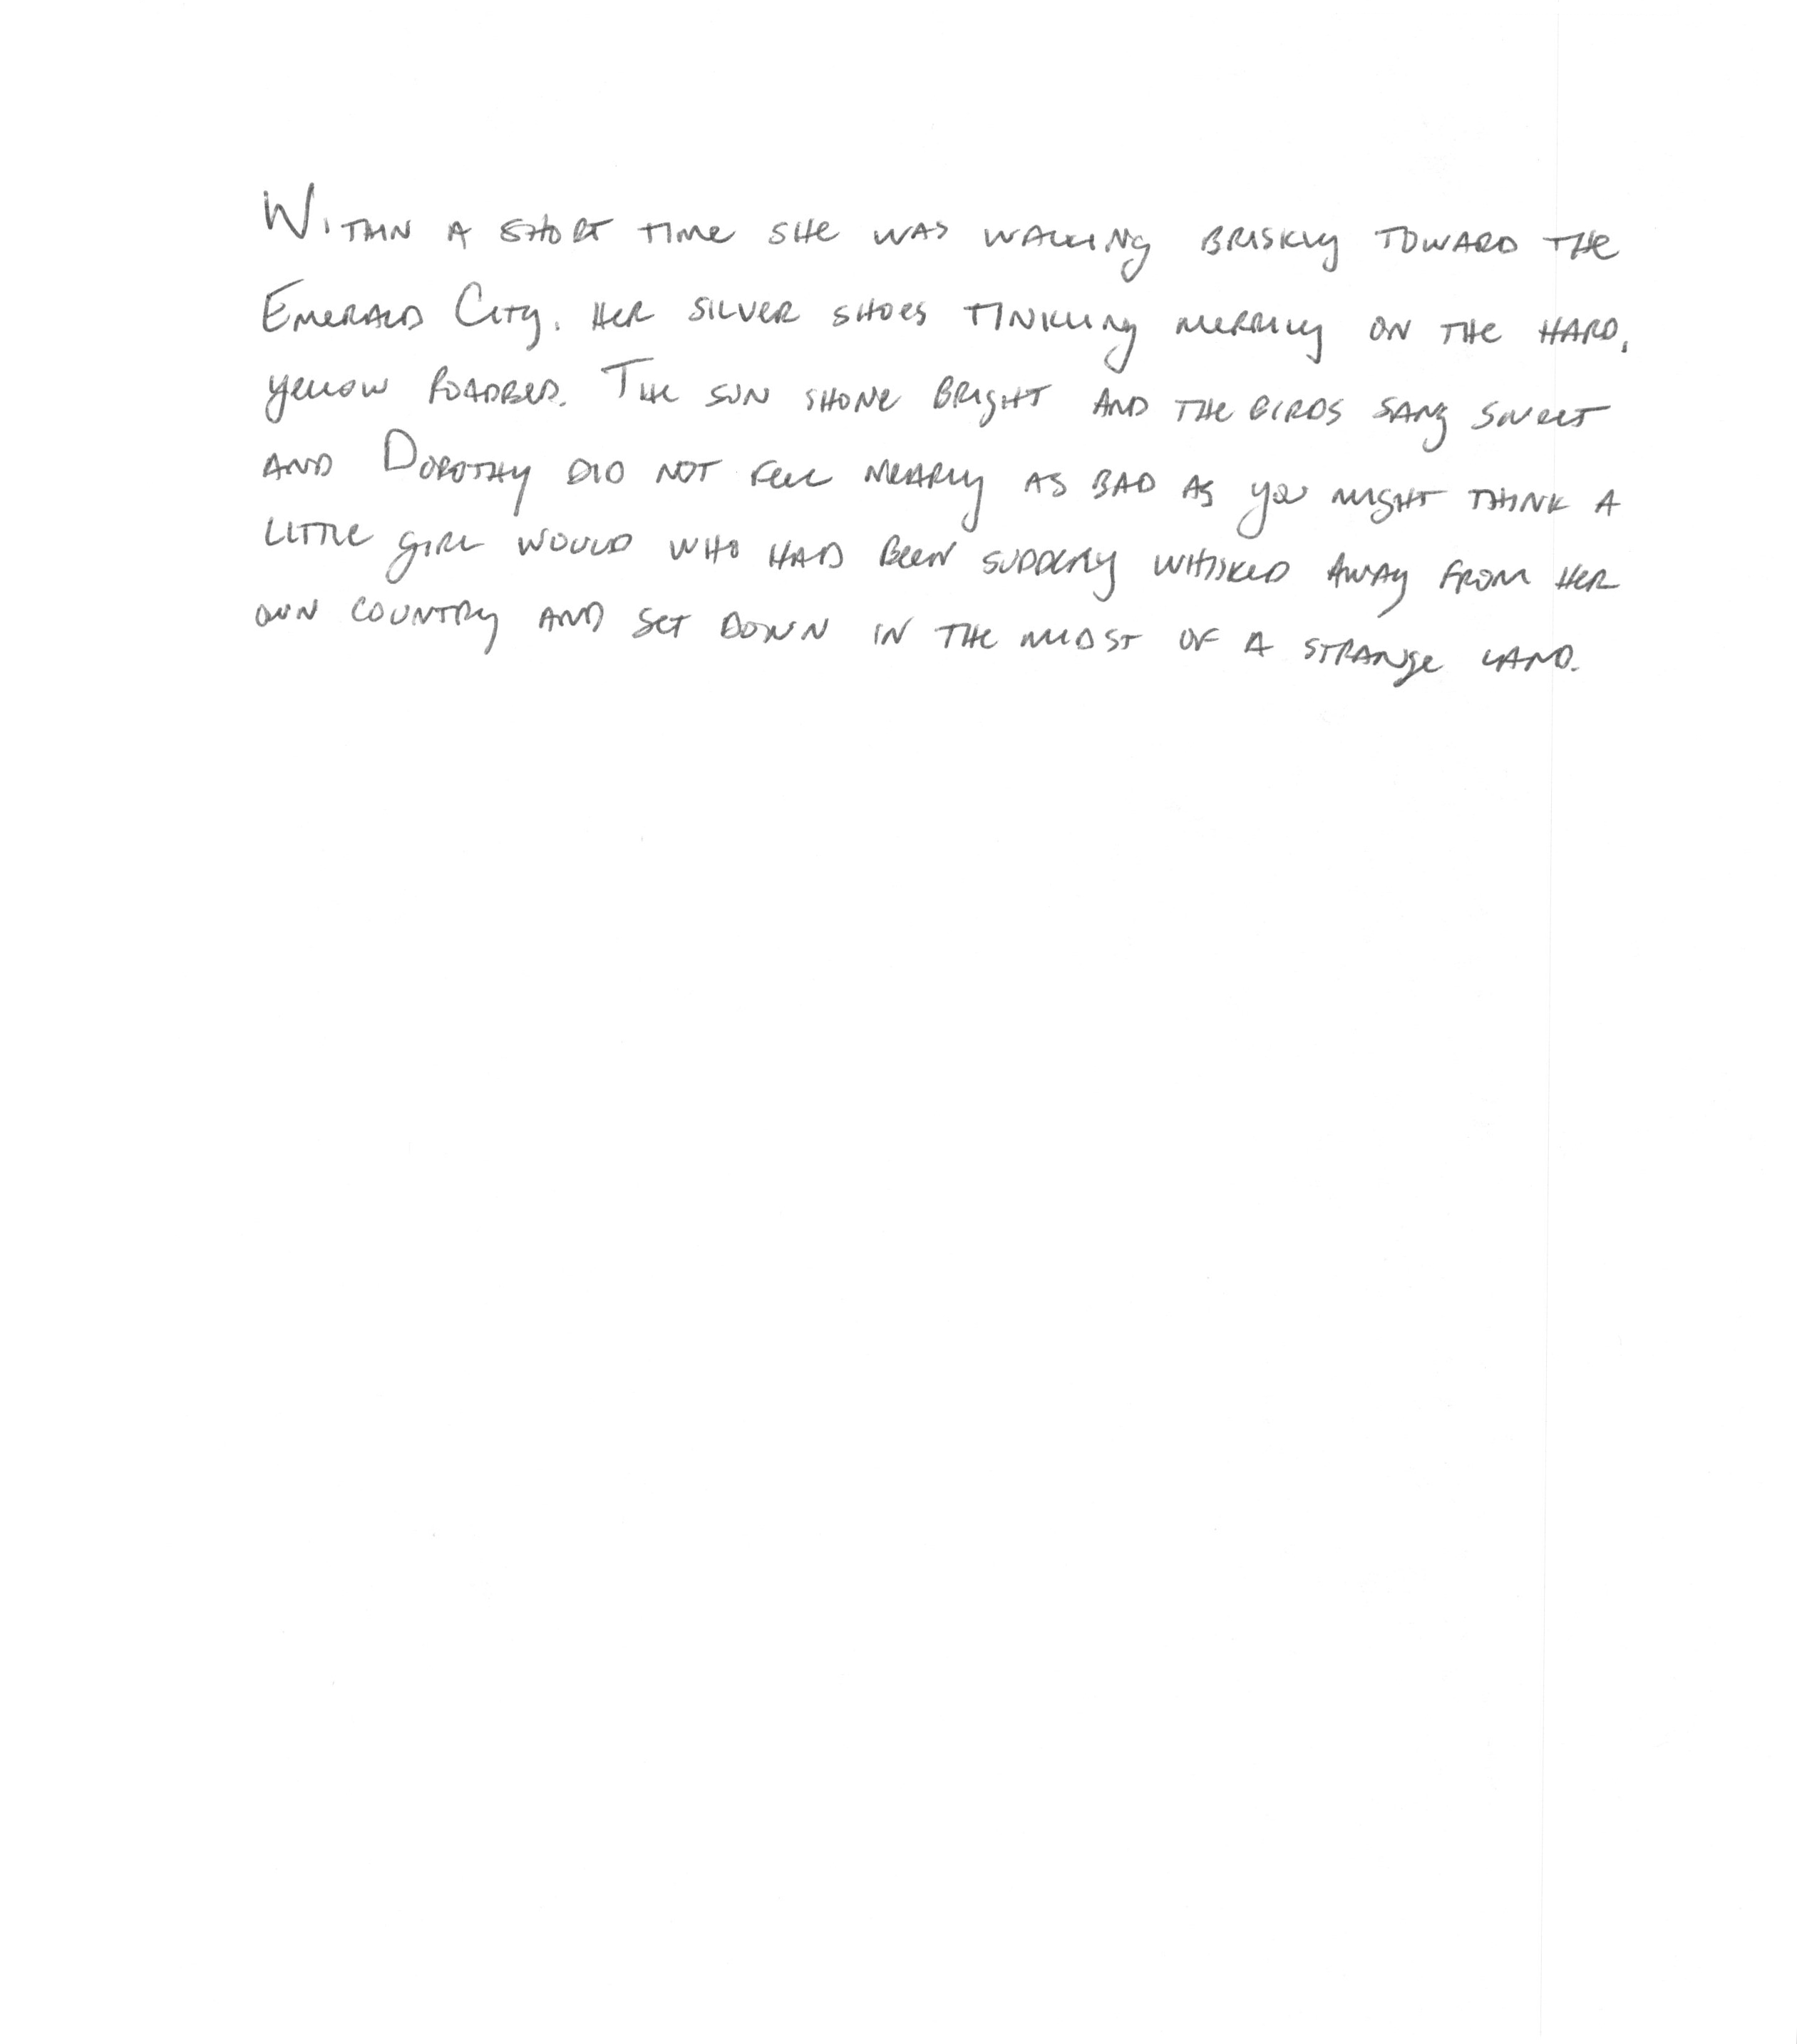 Within a short time she was walking briskly toward the
Emerald City, her silver shoes tinkling merrily on the hard,
yellow roadbed. The sun shone bright and the birds sang sweet
and Dorothy did not feel nearly as bad as you might think a
little girl would who had been suddenly whisked away from her
own country and set down in the midst of a strange land.